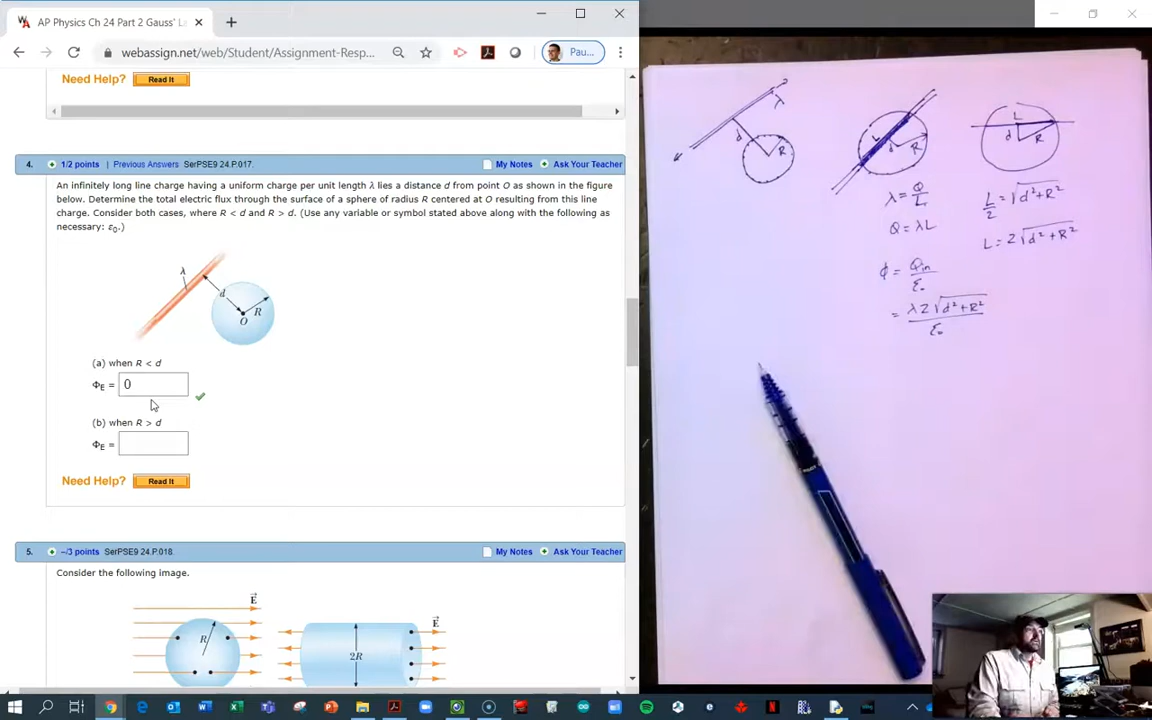 AP Physics Ch 24 Part 2 Gauss' La
webassign.net/web/Student/Assignment-Resp...
Pau...
Need Help? Read It
4. 1/2 points Previous Answers SerPSE9 24.P.017.
My Notes Ask Your Teacher
An infinitely long line charge having a uniform charge per unit length λ lies a distance d from point O as shown in the figure
below. Determine the total electric flux through the surface of a sphere of radius R centered at O resulting from this line
charge. Consider both cases, where R < d and R > d. (Use any variable or symbol stated above along with the following as
necessary: ε0.)
λ
d
R
O
(a) when R < d
ΦE = 0
(b) when R > d
ΦE =
Need Help? Read It
5. –/3 points SerPSE9 24.P.018.
My Notes Ask Your Teacher
Consider the following image.
E
R
E
2R
λ
d
R
L
d
R
L
d
R
λ = Q/L
Q = λL
L/2 = √d² + R²
L = 2√d² + R²
ϕ = Qin/ε0
= λ2√d² + R²/ε0